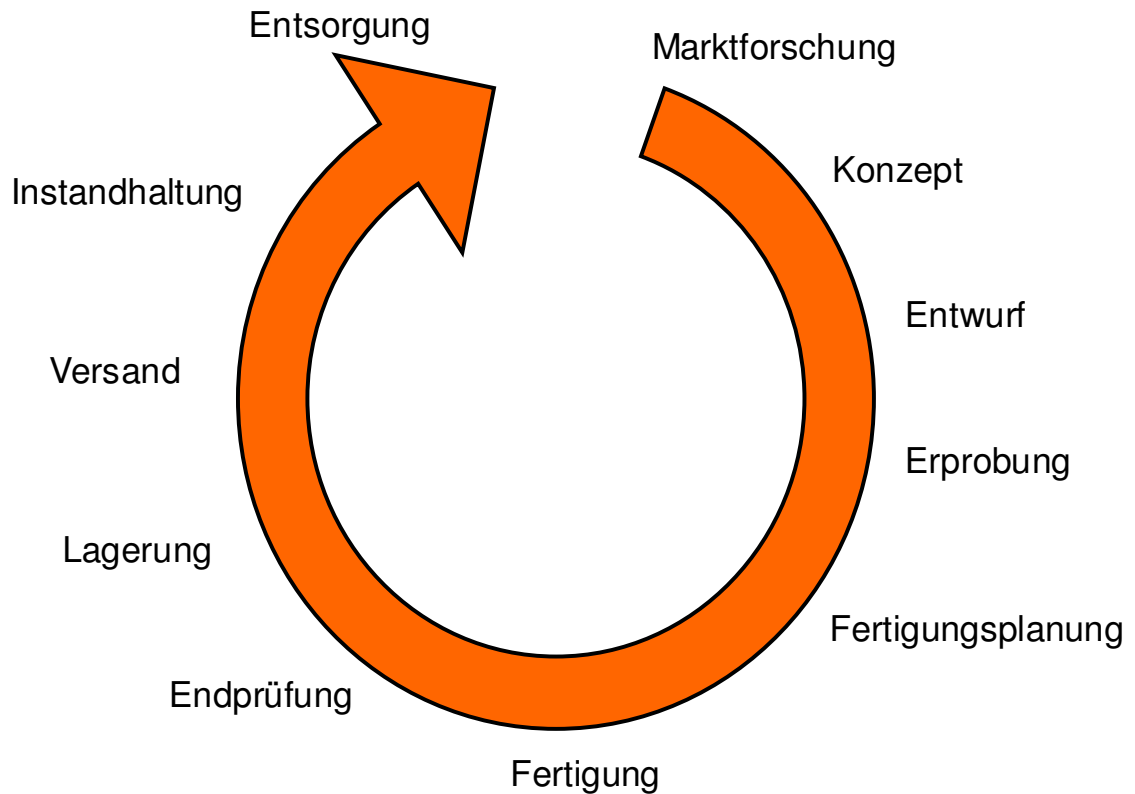 Marktforschung
Konzept
Entwurf
Erprobung
Fertigungsplanung
Fertigung
Endprüfung
Lagerung
Versand
Instandhaltung
Entsorgung